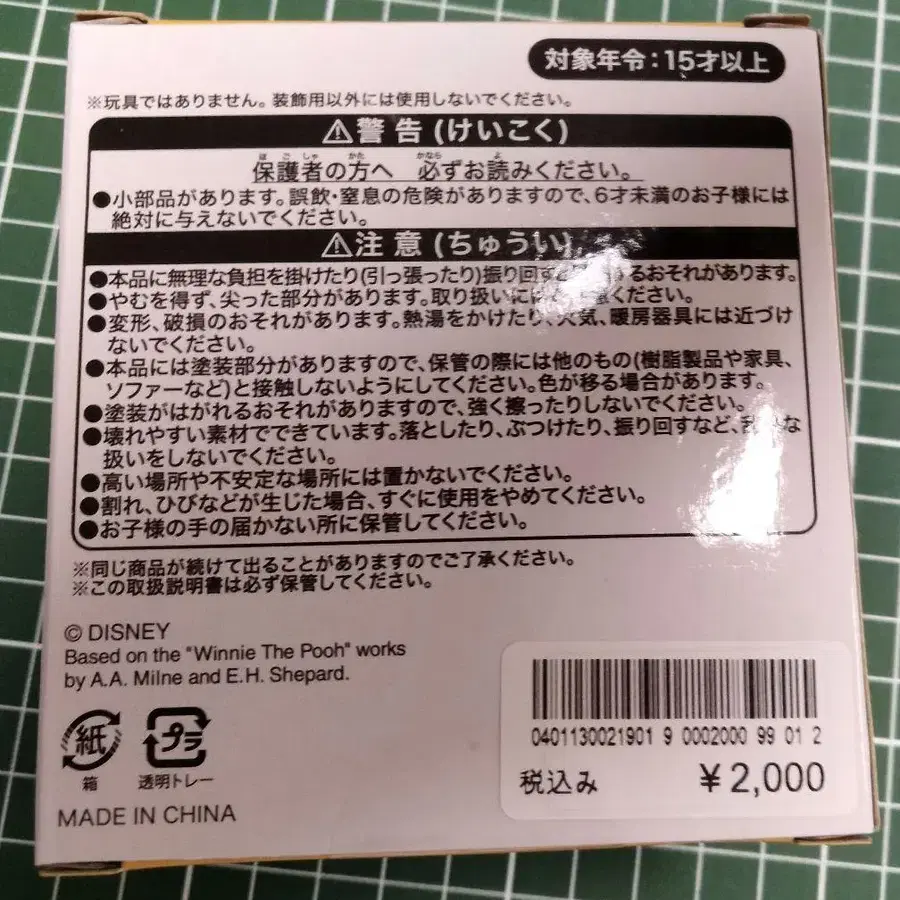 対象年令：15才以上
※玩具ではありません。装飾用以外には使用しないでください。
⚠警告(けいこく)
保護者の方へ 必ずお読みください。
●小部品があります。誤飲・窒息の危険がありますので、6才未満のお子様には
絶対に与えないでください。
⚠注意(ちゅうい)
●本品に無理な負担を掛けたり(引っ張ったり)振り回すと るおそれがあります。
●やむを得ず、尖った部分があります。取り扱いには ください。
●変形、破損のおそれがあります。熱湯をかけたり、火気、暖房器具には近づけ
ないでください。
●本品には塗装部分がありますので、保管の際には他のもの(樹脂製品や家具、
ソファーなど)と接触しないようにしてください。色が移る場合があります。
●塗装がはがれるおそれがありますので、強く擦ったりしないでください。
●壊れやすい素材でできています。落としたり、ぶつけたり、振り回すなど、 な
扱いをしないでください。
●高い場所や不安定な場所には置かないでください。
●割れ、ひびなどが生じた場合、すぐに使用をやめてください。
●お子様の手の届かない所に保管してください。
※同じ商品が続けて出ることがありますのでご了承ください。
※この取扱説明書は必ず保管してください。
© DISNEY
Based on the "Winnie The Pooh" works
by A.A. Milne and E.H. Shepard.
紙
箱
プラ
透明トレー
MADE IN CHINA
0401130021901 9 0002000 99 01 2
税込み ¥2,000